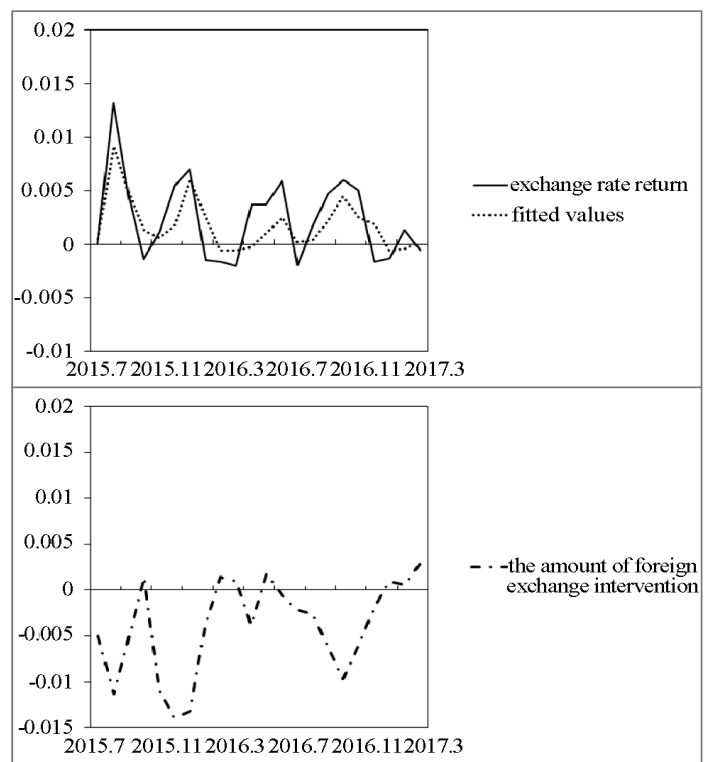 0.02
0.015
0.01
0.005
0
-0.005
-0.01
2015.7 2015.11 2016.3 2016.7 2016.11 2017.3
exchange rate return
fitted values
0.02
0.015
0.01
0.005
0
-0.005
-0.01
-0.015
2015.7 2015.11 2016.3 2016.7 2016.11 2017.3
the amount of foreign
exchange intervention